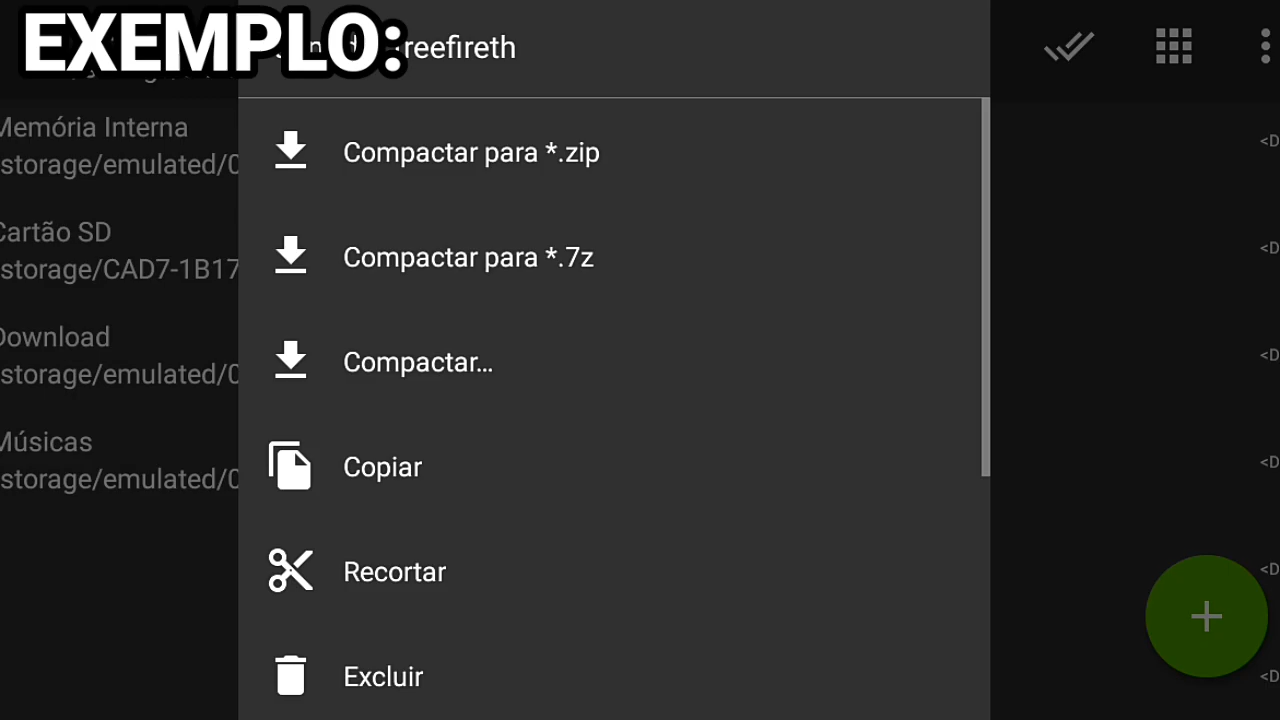 EXEMPLO:
reefireth
Memória Interna
storage/emulated/0
Cartão SD
storage/CAD7-1B17
Download
storage/emulated/0
Músicas
storage/emulated/0
Compactar para *.zip
Compactar para *.7z
Compactar...
Copiar
Recortar
Excluir
<D
<D
<D
<D
<D
<D